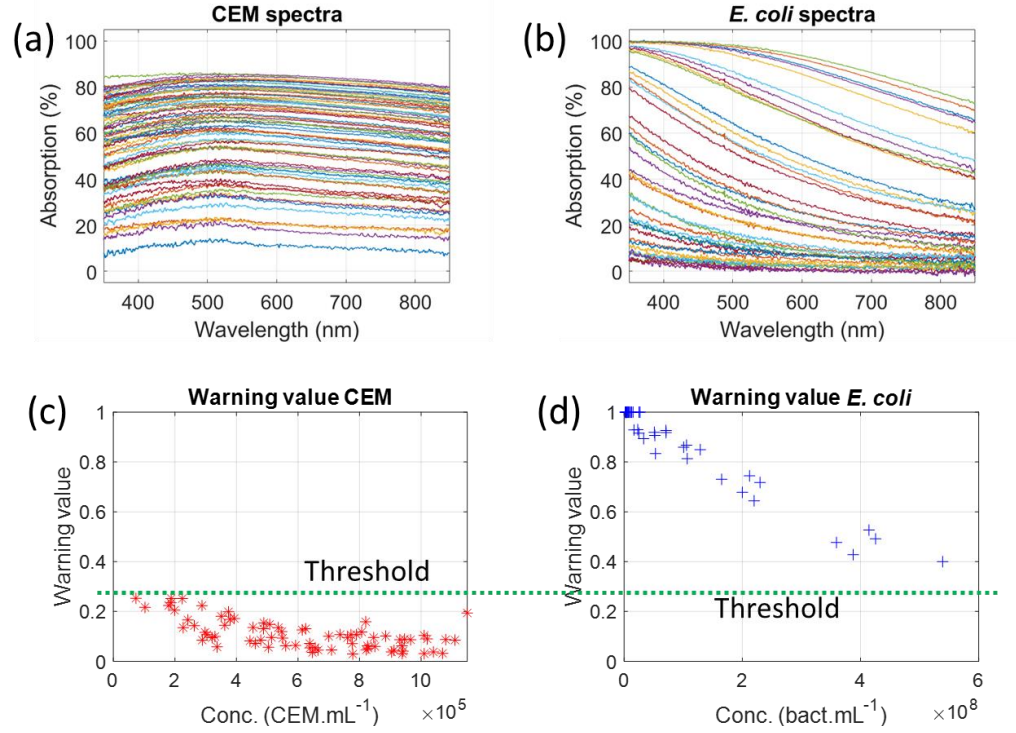 (a)
CEM spectra
100
80
60
40
20
0
Absorption (%)
400 500 600 700 800
Wavelength (nm)
(b)
E. coli spectra
100
80
60
40
20
0
Absorption (%)
400 500 600 700 800
Wavelength (nm)
(c)
Warning value CEM
1
0.8
0.6
0.4
0.2
0
Warning value
Threshold
0 2 4 6 8 10
Conc. (CEM.mL⁻¹) ×10⁵
(d)
Warning value E. coli
1
0.8
0.6
0.4
0.2
0
Warning value
Threshold
0 2 4 6
Conc. (bact.mL⁻¹) ×10⁸